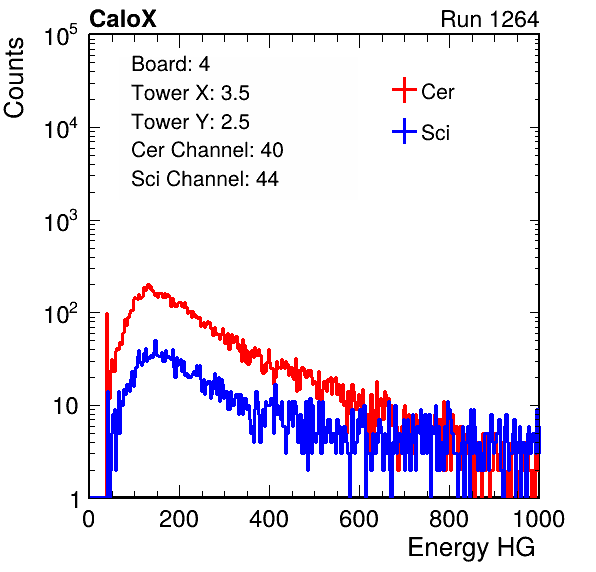 CaloX Run 1264
Counts
10^5
10^4
10^3
10^2
10
1
Board: 4
Tower X: 3.5
Tower Y: 2.5
Cer Channel: 40
Sci Channel: 44
Cer
Sci
0 200 400 600 800 1000
Energy HG